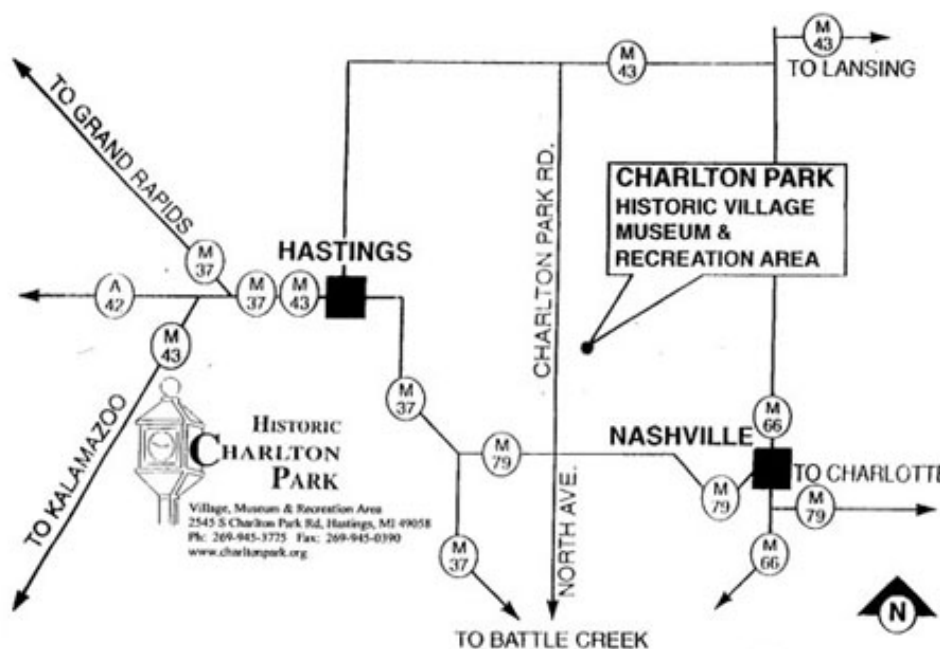 M
43
TO LANSING
M
43
TO GRAND RAPIDS
CHARLTON PARK RD.
CHARLTON PARK
HISTORIC VILLAGE
MUSEUM &
RECREATION AREA
HASTINGS
M
37
A
42
M
37
M
43
M
43
M
37
TO KALAMAZOO
HISTORIC
CHARLTON
PARK
Village, Museum & Recreation Area
2545 S Charlton Park Rd, Hastings, MI 49058
Ph: 269-945-3775 Fax: 269-945-0390
www.charltonpark.org
M
66
NASHVILLE
M
79
TO CHARLOTTE
M
79
M
79
NORTH AVE.
M
37
M
66
TO BATTLE CREEK
N